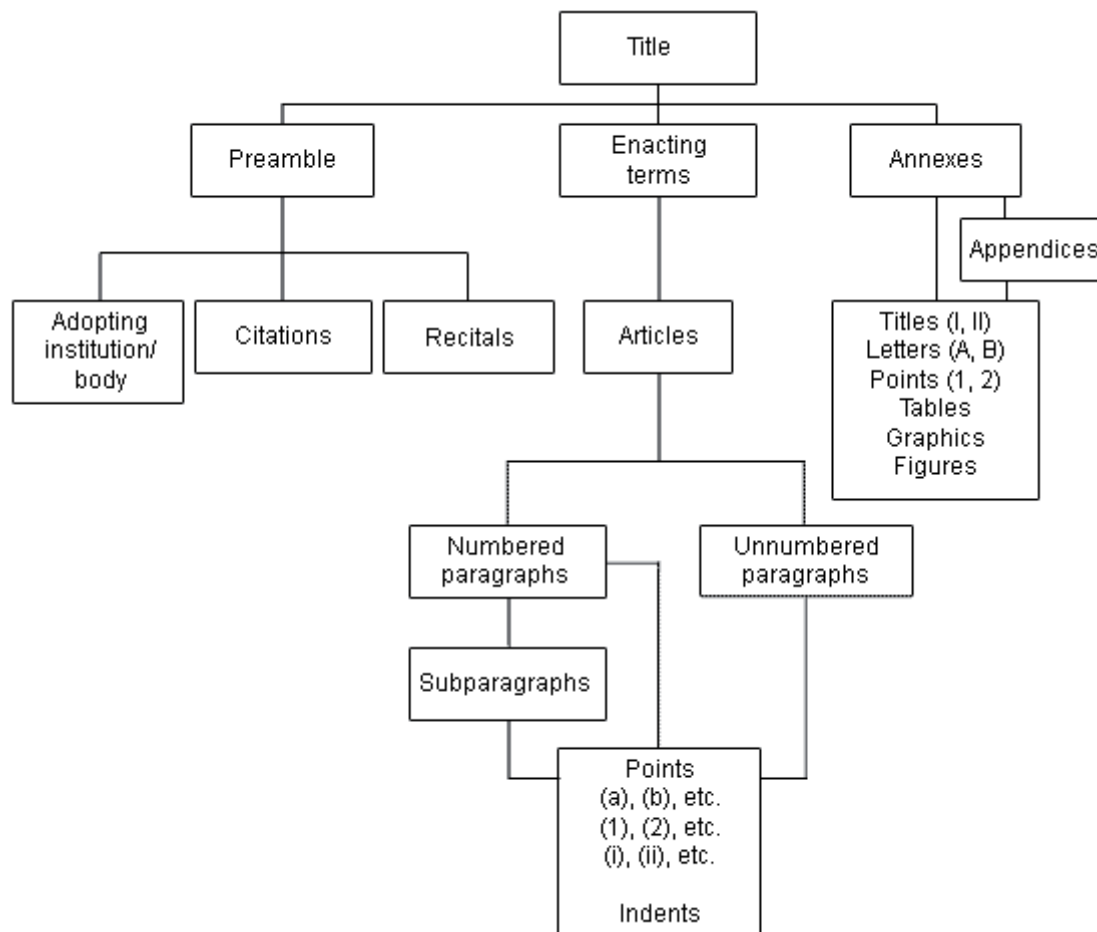 Title
Preamble
Enacting
terms
Annexes
Appendices
Adopting
institution/
body
Citations
Recitals
Articles
Titles (I, II)
Letters (A, B)
Points (1, 2)
Tables
Graphics
Figures
Numbered
paragraphs
Unnumbered
paragraphs
Subparagraphs
Points
(a), (b), etc.
(1), (2), etc.
(i), (ii), etc.
Indents